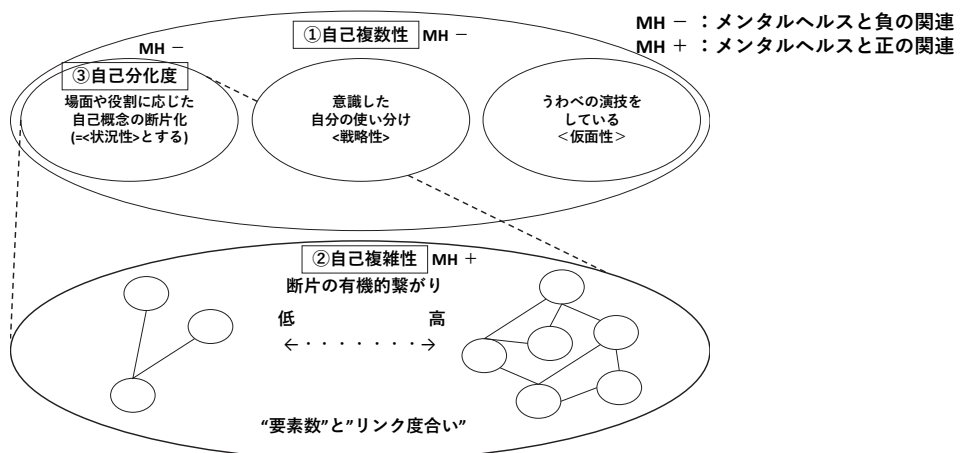 ①自己複数性 MH −
MH − ：メンタルヘルスと負の関連
MH + ：メンタルヘルスと正の関連
MH −
③自己分化度
場面や役割に応じた
自己概念の断片化
(=<状況性>とする)
意識した
自分の使い分け
<戦略性>
うわべの演技を
している
＜仮面性＞
②自己複雑性 MH +
断片の有機的繋がり
低 高
←・・・・・・・→
“要素数”と”リンク度合い”